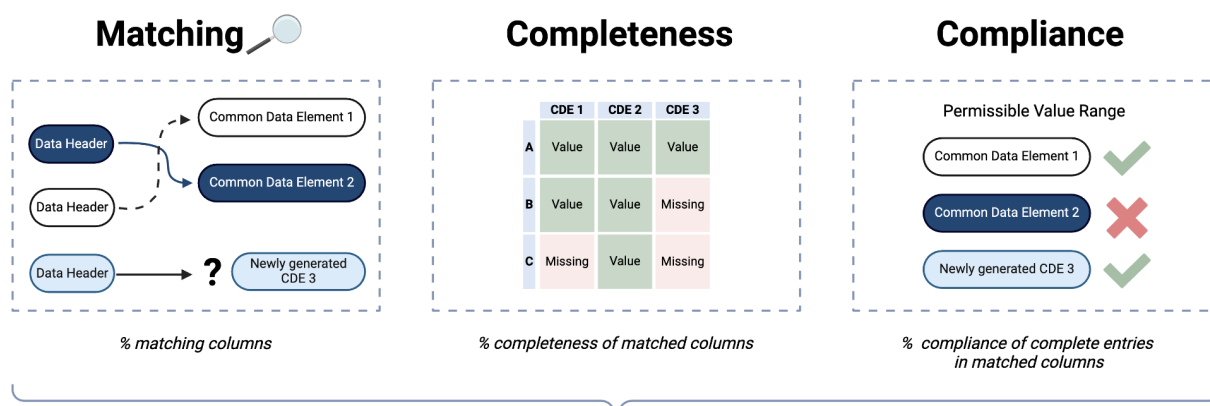 Matching
Completeness
Compliance
Data Header
Common Data Element 1
Common Data Element 2
Data Header
Data Header
?
Newly generated
CDE 3
% matching columns
CDE 1 CDE 2 CDE 3
A Value Value Value
B Value Value Missing
C Missing Value Missing
% completeness of matched columns
Permissible Value Range
Common Data Element 1
Common Data Element 2
Newly generated CDE 3
% compliance of complete entries
in matched columns